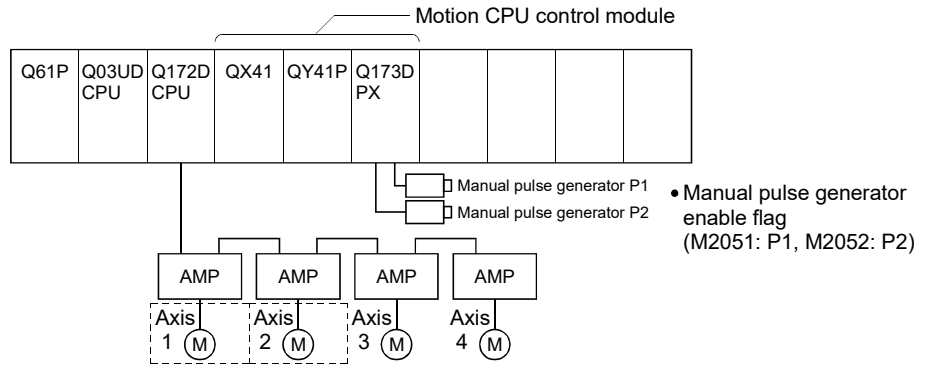 Motion CPU control module
Q61P
Q03UD
CPU
Q172D
CPU
QX41
QY41P
Q173D
PX
Manual pulse generator P1
Manual pulse generator P2
• Manual pulse generator
enable flag
(M2051: P1, M2052: P2)
AMP
AMP
AMP
AMP
Axis
1
M
Axis
2
M
Axis
3
M
Axis
4
M